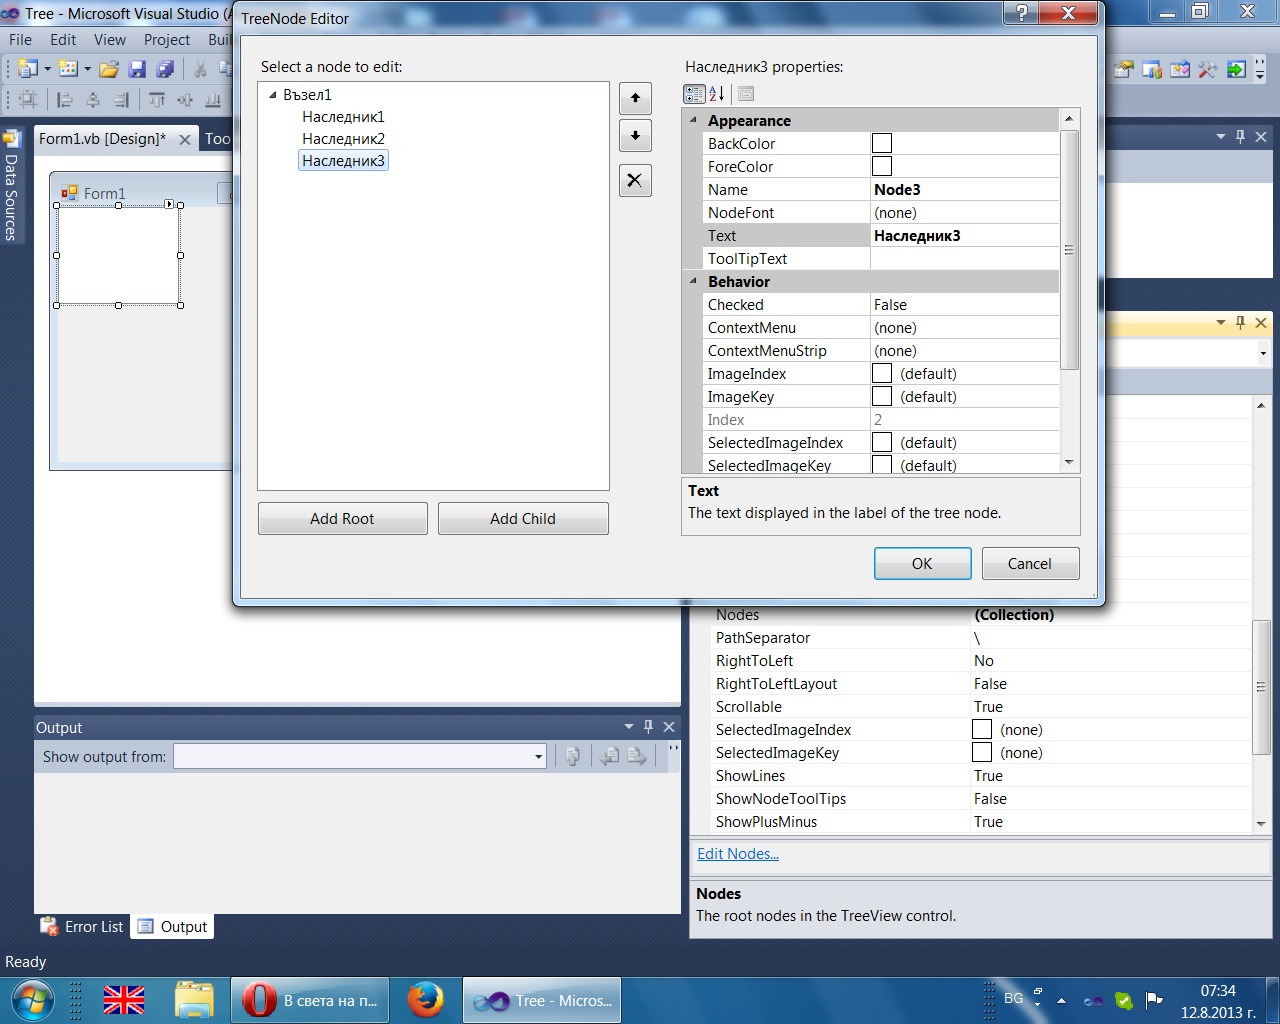 Tree - Microsoft Visual Studio (A
TreeNode Editor
File Edit View Project Buil
Select a node to edit:
Възел1
Наследник1
Наследник2
Наследник3
Add Root
Add Child
Наследник3 properties:
Appearance
BackColor
ForeColor
Name Node3
NodeFont (none)
Text Наследник3
ToolTipText
Behavior
Checked False
ContextMenu (none)
ContextMenuStrip (none)
ImageIndex (default)
ImageKey (default)
Index 2
SelectedImageIndex (default)
SelectedImageKey (default)
Text
The text displayed in the label of the tree node.
OK
Cancel
Form1.vb [Design]*
Too
Data Sources
Form1
Nodes (Collection)
PathSeparator \
RightToLeft No
RightToLeftLayout False
Scrollable True
SelectedImageIndex (none)
SelectedImageKey (none)
ShowLines True
ShowNodeToolTips False
ShowPlusMinus True
Edit Nodes...
Nodes
The root nodes in the TreeView control.
Output
Show output from:
Error List
Output
Ready
В света на п...
Tree - Micros...
BG
07:34
12.8.2013 г.